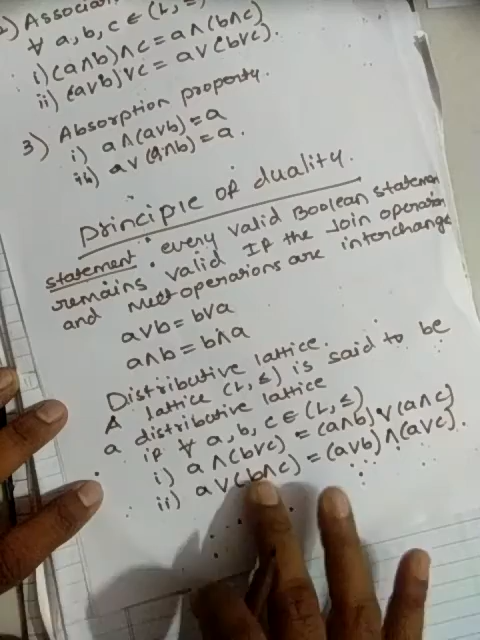 2) Associa
∀ a, b, c ∈ (L, ≤)
i) (a∧b)∧c = a∧(b∧c)
ii) (a∨b)∨c = a∨(b∨c).
3) Absorption property.
i) a∧(a∨b) = a
ii) a∨(a∧b) = a.
Principle of duality.
Statement: every valid Boolean statemen
remains valid If the Join operation
and Meet operations are interchange
a∨b = b∨a
a∧b = b∧a
Distributive lattice.
A lattice (L, ≤) is said to be
a distributive lattice
if ∀ a, b, c ∈ (L, ≤)
i) a∧(b∨c) = (a∧b)∨(a∧c)
ii) a∨(b∧c) = (a∨b)∧(a∨c).